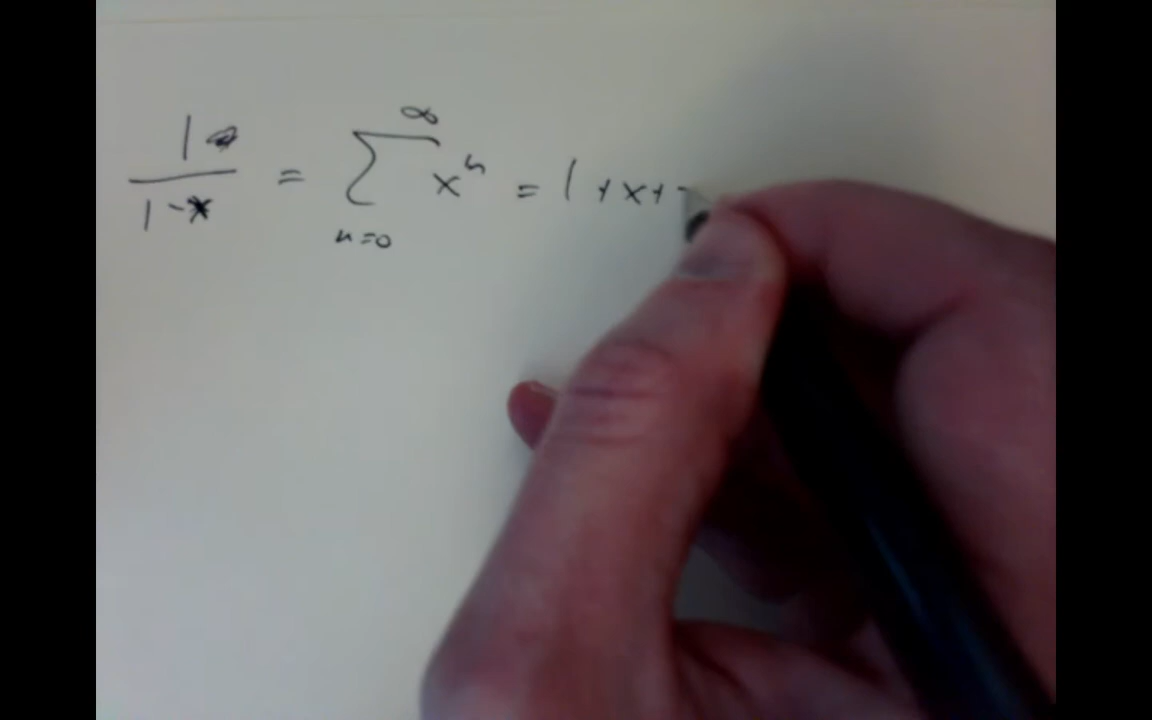 1/(1-x) = ∑_{n=0}^{∞} x^n = 1 + x +